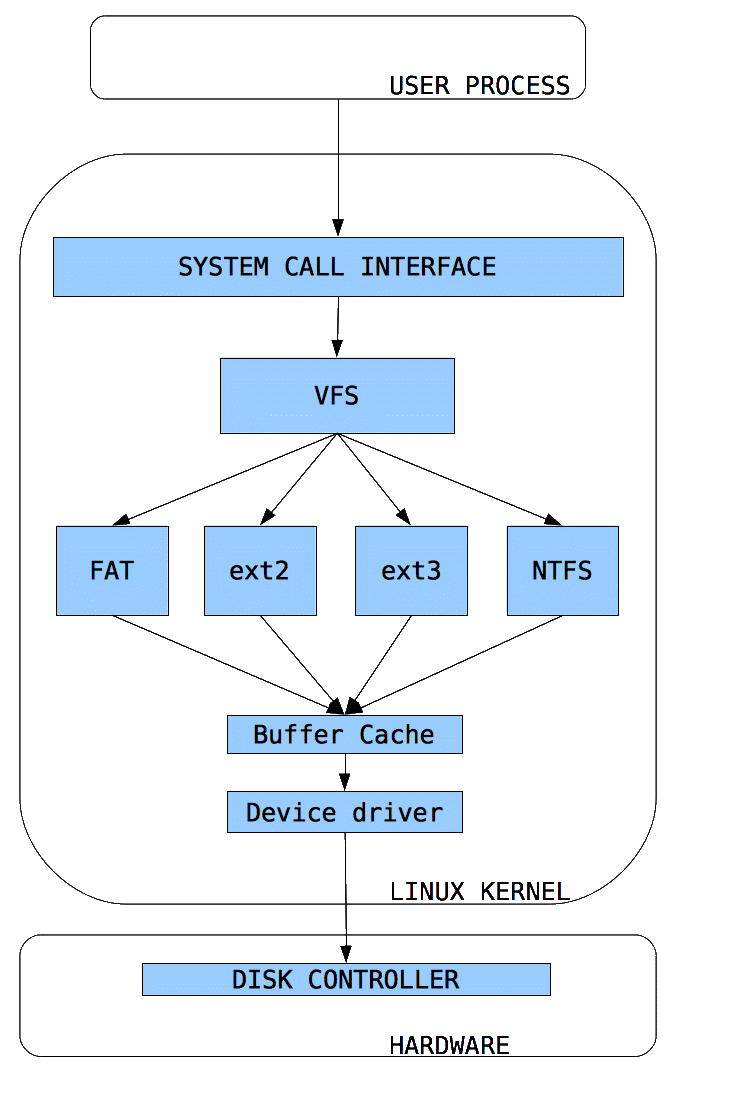 USER PROCESS
SYSTEM CALL INTERFACE
VFS
FAT
ext2
ext3
NTFS
Buffer Cache
Device driver
LINUX KERNEL
DISK CONTROLLER
HARDWARE